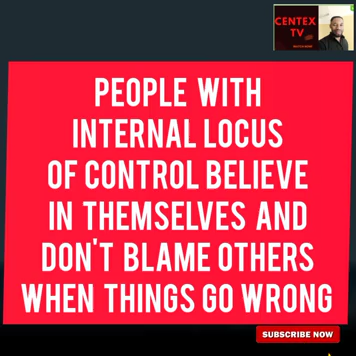 CENTEX
TV
PEOPLE WITH
INTERNAL LOCUS
OF CONTROL BELIEVE
IN THEMSELVES AND
DON'T BLAME OTHERS
WHEN THINGS GO WRONG
SUBSCRIBE NOW